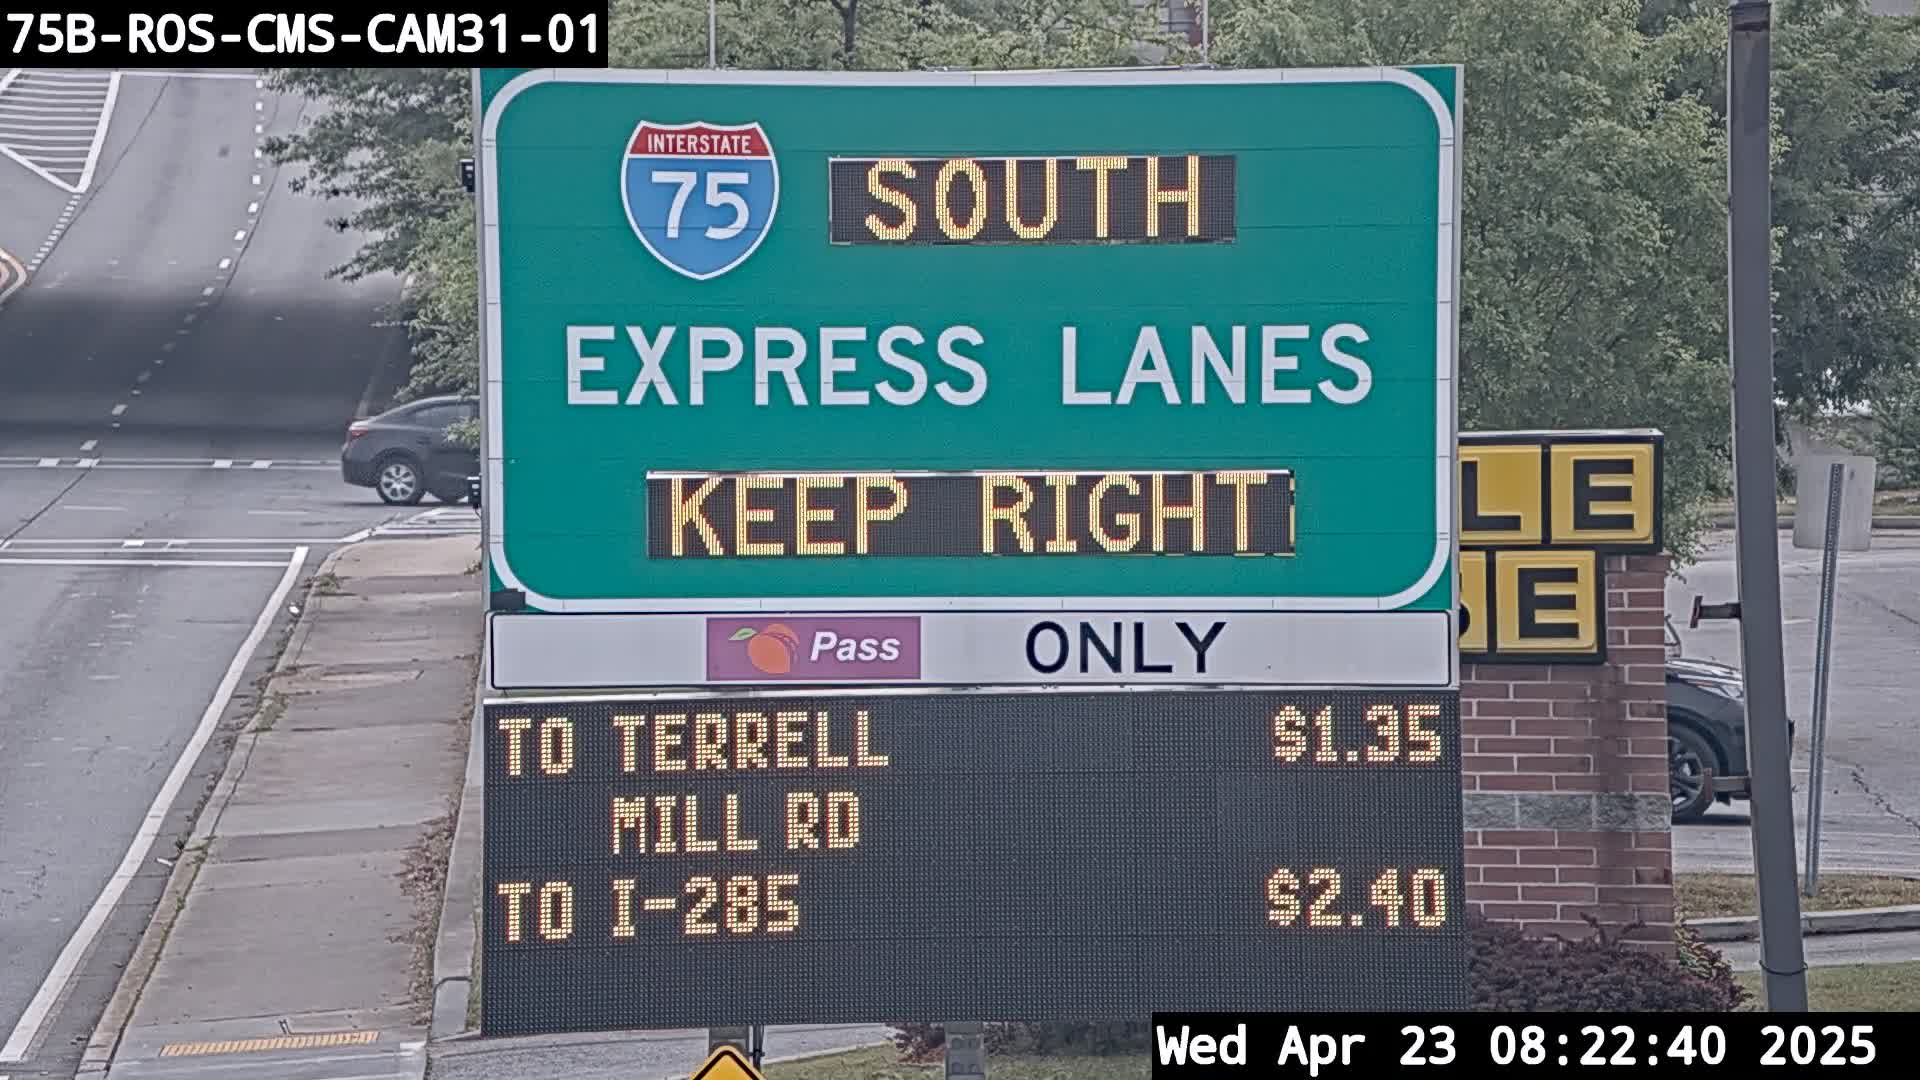 75B-ROS-CMS-CAM31-01
INTERSTATE
75
SOUTH
EXPRESS LANES
KEEP RIGHT
Pass ONLY
TO TERRELL $1.35
MILL RD
TO I-285 $2.40
LE
E
Wed Apr 23 08:22:40 2025